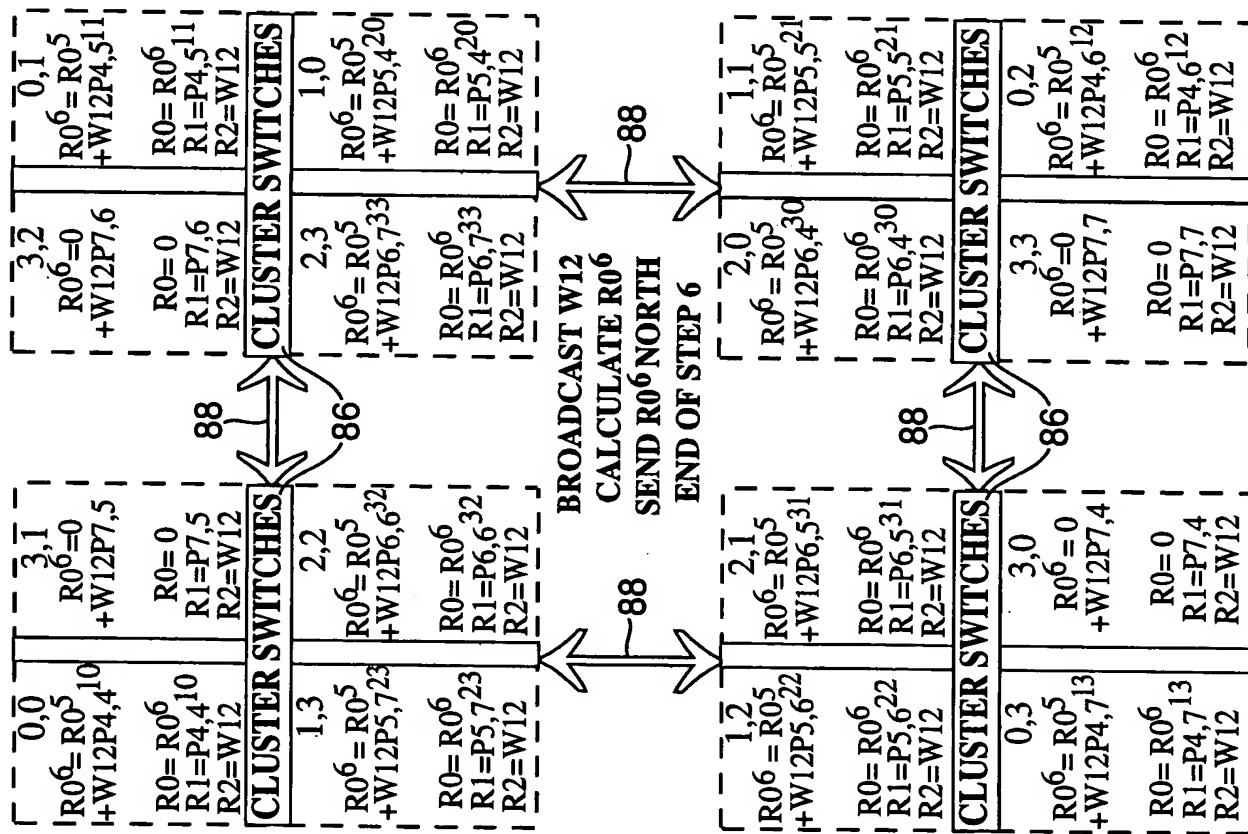 0,0
R0⁶ = R0⁵
+W12P4,4¹⁰
R0= R0⁶
R1=P4,4¹⁰
R2=W12
3,1
R0⁶=0
+W12P7,5
R0= 0
R1=P7,5
R2=W12
CLUSTER SWITCHES
1,3
R0⁶ = R0⁵
+W12P5,7²³
R0= R0⁶
R1=P5,7²³
R2=W12
2,2
R0⁶ = R0⁵
+W12P6,6³²
R0= R0⁶
R1=P6,6³²
R2=W12
88
86
3,2
R0⁶=0
+W12P7,6
R0= 0
R1=P7,6
R2=W12
0,1
R0⁶ = R0⁵
+W12P4,5¹¹
R0= R0⁶
R1=P4,5¹¹
R2=W12
CLUSTER SWITCHES
2,3
R0⁶ = R0⁵
+W12P6,7³³
R0= R0⁶
R1=P6,7³³
R2=W12
1,0
R0⁶ = R0⁵
+W12P5,4²⁰
R0= R0⁶
R1=P5,4²⁰
R2=W12
88
BROADCAST W12
CALCULATE R0⁶
SEND R0⁶ NORTH
END OF STEP 6
88
1,2
R0⁶ = R0⁵
+W12P5,6²²
R0= R0⁶
R1=P5,6²²
R2=W12
2,1
R0⁶ = R0⁵
+W12P6,5³¹
R0= R0⁶
R1=P6,5³¹
R2=W12
CLUSTER SWITCHES
0,3
R0⁶ = R0⁵
+W12P4,7¹³
R0= R0⁶
R1=P4,7¹³
R2=W12
3,0
R0⁶ = 0
+W12P7,4
R0= 0
R1=P7,4
R2=W12
88
86
2,0
R0⁶ = R0⁵
+W12P6,4³⁰
R0= R0⁶
R1=P6,4³⁰
R2=W12
1,1
R0⁶ = R0⁵
+W12P5,5²¹
R0= R0⁶
R1=P5,5²¹
R2=W12
CLUSTER SWITCHES
3,3
R0⁶=0
+W12P7,7
R0= 0
R1=P7,7
R2=W12
0,2
R0⁶ = R0⁵
+W12P4,6¹²
R0= R0⁶
R1=P4,6¹²
R2=W12